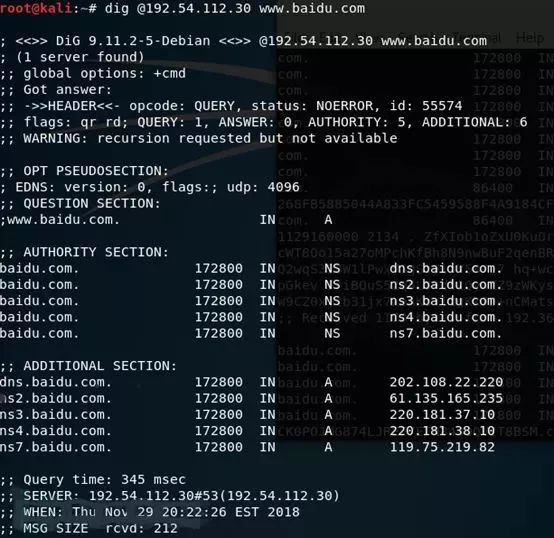 root@kali:~# dig @192.54.112.30 www.baidu.com
; <<>> DiG 9.11.2-5-Debian <<>> @192.54.112.30 www.baidu.com
; (1 server found)
;; global options: +cmd
;; Got answer:
;; ->>HEADER<<- opcode: QUERY, status: NOERROR, id: 55574
;; flags: qr rd; QUERY: 1, ANSWER: 0, AUTHORITY: 5, ADDITIONAL: 6
;; WARNING: recursion requested but not available
;; OPT PSEUDOSECTION:
; EDNS: version: 0, flags:; udp: 4096
;; QUESTION SECTION:
;www.baidu.com. IN A
;; AUTHORITY SECTION:
baidu.com. 172800 IN NS dns.baidu.com.
baidu.com. 172800 IN NS ns2.baidu.com.
baidu.com. 172800 IN NS ns3.baidu.com.
baidu.com. 172800 IN NS ns4.baidu.com.
baidu.com. 172800 IN NS ns7.baidu.com.
;; ADDITIONAL SECTION:
dns.baidu.com. 172800 IN A 202.108.22.220
ns2.baidu.com. 172800 IN A 61.135.165.235
ns3.baidu.com. 172800 IN A 220.181.37.10
ns4.baidu.com. 172800 IN A 220.181.38.10
ns7.baidu.com. 172800 IN A 119.75.219.82
;; Query time: 345 msec
;; SERVER: 192.54.112.30#53(192.54.112.30)
;; WHEN: Thu Nov 29 20:22:26 EST 2018
;; MSG SIZE rcvd: 212